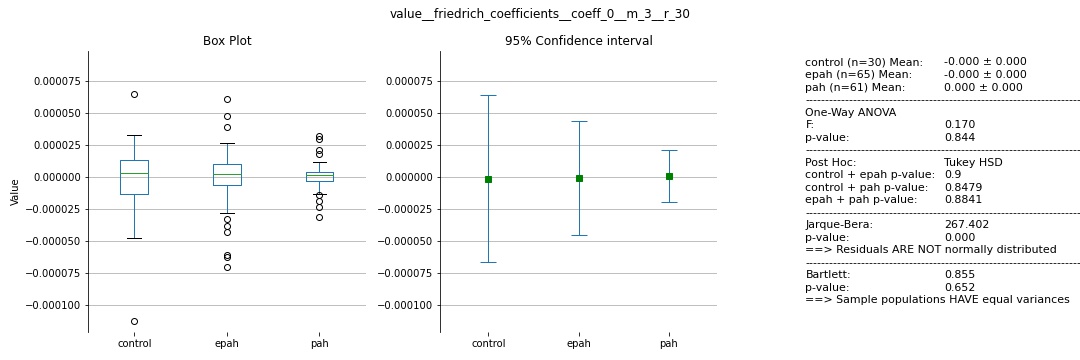 value__friedrich_coefficients__coeff_0__m_3__r_30
Box Plot
Value
0.000075
0.000050
0.000025
0.000000
−0.000025
−0.000050
−0.000075
−0.000100
control epah pah
95% Confidence interval
0.000075
0.000050
0.000025
0.000000
−0.000025
−0.000050
−0.000075
−0.000100
control epah pah
control (n=30) Mean: -0.000 ± 0.000
epah (n=65) Mean: -0.000 ± 0.000
pah (n=61) Mean: 0.000 ± 0.000
One-Way ANOVA
F: 0.170
p-value: 0.844
Post Hoc: Tukey HSD
control + epah p-value: 0.9
control + pah p-value: 0.8479
epah + pah p-value: 0.8841
Jarque-Bera: 267.402
p-value: 0.000
==> Residuals ARE NOT normally distributed
Bartlett: 0.855
p-value: 0.652
==> Sample populations HAVE equal variances